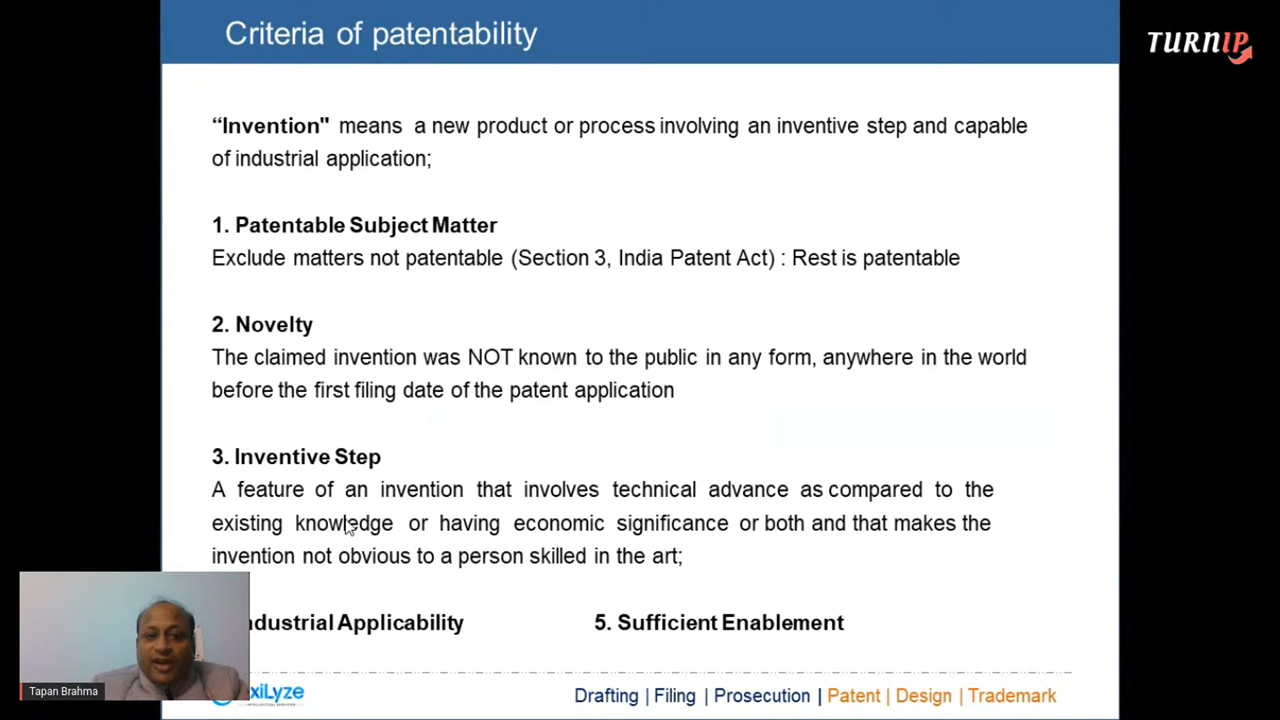 Criteria of patentability
TURNIP
“Invention" means a new product or process involving an inventive step and capable
of industrial application;
1. Patentable Subject Matter
Exclude matters not patentable (Section 3, India Patent Act) : Rest is patentable
2. Novelty
The claimed invention was NOT known to the public in any form, anywhere in the world
before the first filing date of the patent application
3. Inventive Step
A feature of an invention that involves technical advance as compared to the
existing knowledge or having economic significance or both and that makes the
invention not obvious to a person skilled in the art;
ndustrial Applicability 5. Sufficient Enablement
Tapan Brahma
xiLyze
INTELLECTUAL SERVICES
Drafting | Filing | Prosecution | Patent | Design | Trademark